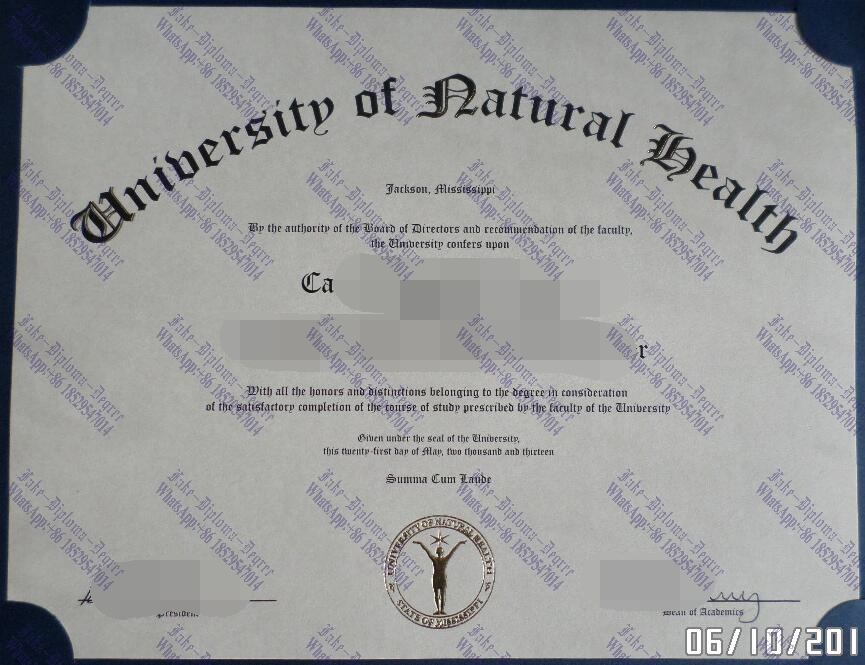 University of Natural Health
Jackson, Mississippi
By the authority of the Board of Directors and recommendation of the faculty,
the University confers upon
Ca
r
With all the honors and distinctions belonging to the degree in consideration
of the satisfactory completion of the course of study prescribed by the faculty of the University
Given under the seal of the University,
this twenty-first day of May, two thousand and thirteen
Summa Cum Laude
UNIVERSITY OF NATURAL HEALTH
STATE OF MISSISSIPPI
President
Dean of Academics
06/10/201
Fake-Diploma-Degree
WhatsApp:+86 18529547014